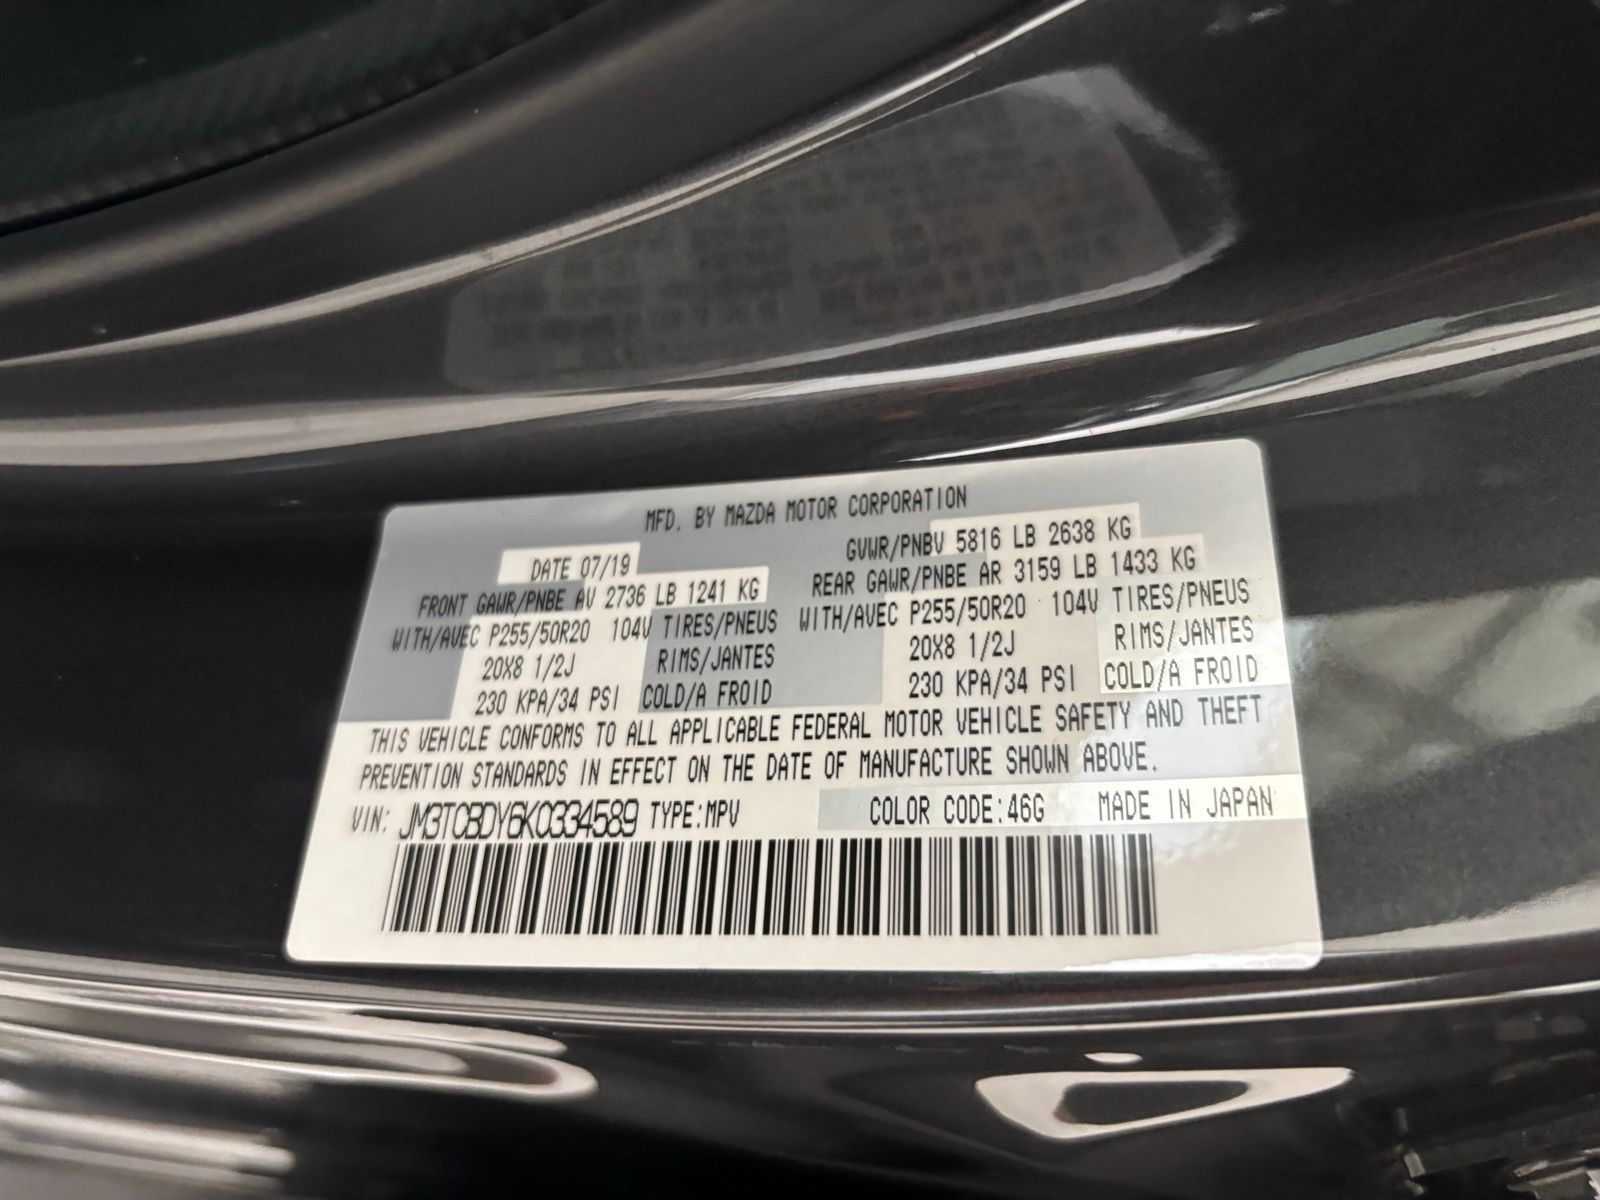 MFD. BY MAZDA MOTOR CORPORATION
DATE 07/19
GVWR/PNBV 5816 LB 2638 KG
FRONT GAWR/PNBE AV 2736 LB 1241 KG
REAR GAWR/PNBE AR 3159 LB 1433 KG
WITH/AVEC P255/50R20 104V TIRES/PNEUS
WITH/AVEC P255/50R20 104V TIRES/PNEUS
20X8 1/2J RIMS/JANTES
20X8 1/2J RIMS/JANTES
230 KPA/34 PSI COLD/A FROID
230 KPA/34 PSI COLD/A FROID
THIS VEHICLE CONFORMS TO ALL APPLICABLE FEDERAL MOTOR VEHICLE SAFETY AND THEFT
PREVENTION STANDARDS IN EFFECT ON THE DATE OF MANUFACTURE SHOWN ABOVE.
VIN: JM3TCBDY6K0334589 TYPE:MPV COLOR CODE:46G MADE IN JAPAN